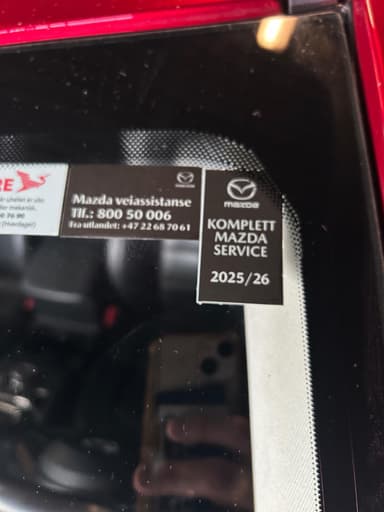 RE
Mazda veiassistanse
Tlf.: 800 50 006
Fra utlandet: +47 22 68 70 61
mazda
KOMPLETT
MAZDA
SERVICE
2025/26